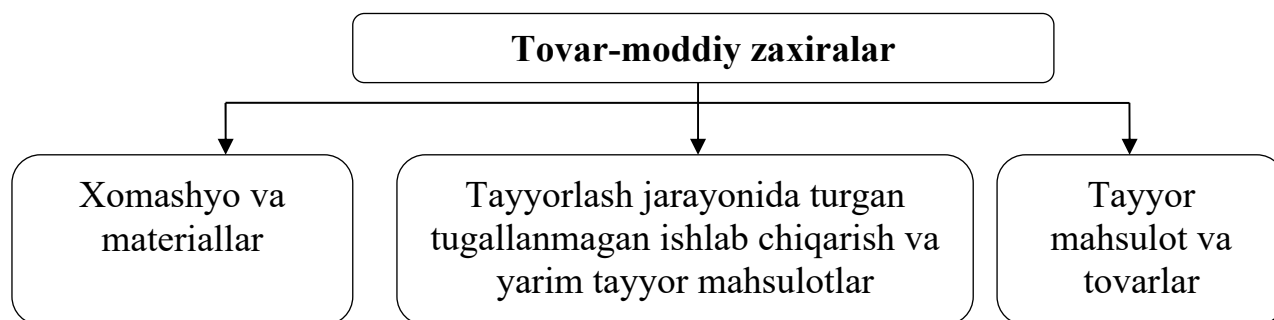 Tovar-moddiy zaxiralar
Xomashyo va
materiallar
Tayyorlash jarayonida turgan
tugallanmagan ishlab chiqarish va
yarim tayyor mahsulotlar
Tayyor
mahsulot va
tovarlar